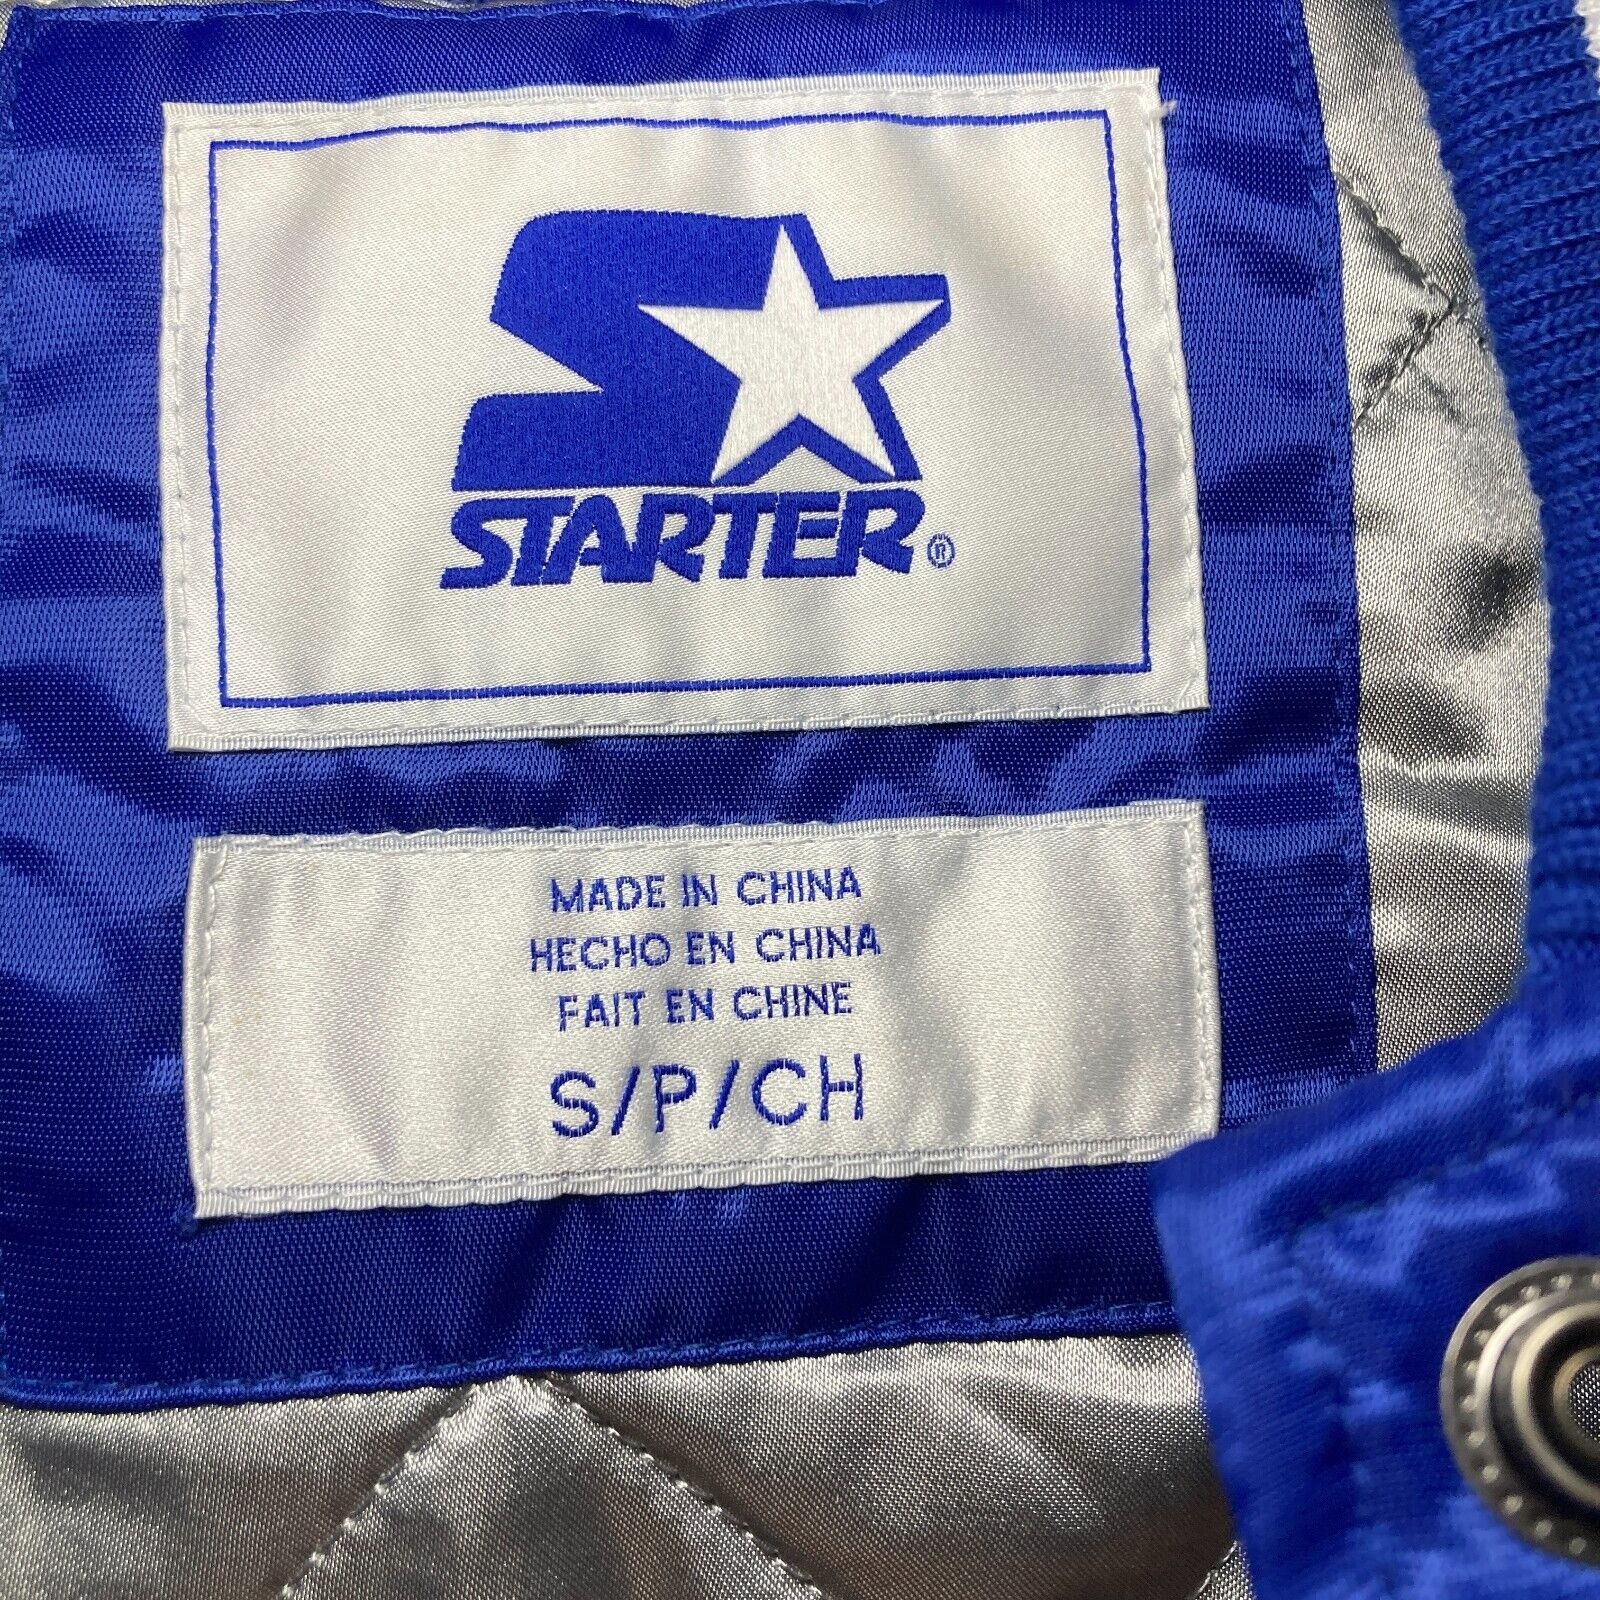 STARTER®
MADE IN CHINA
HECHO EN CHINA
FAIT EN CHINE
S/P/CH